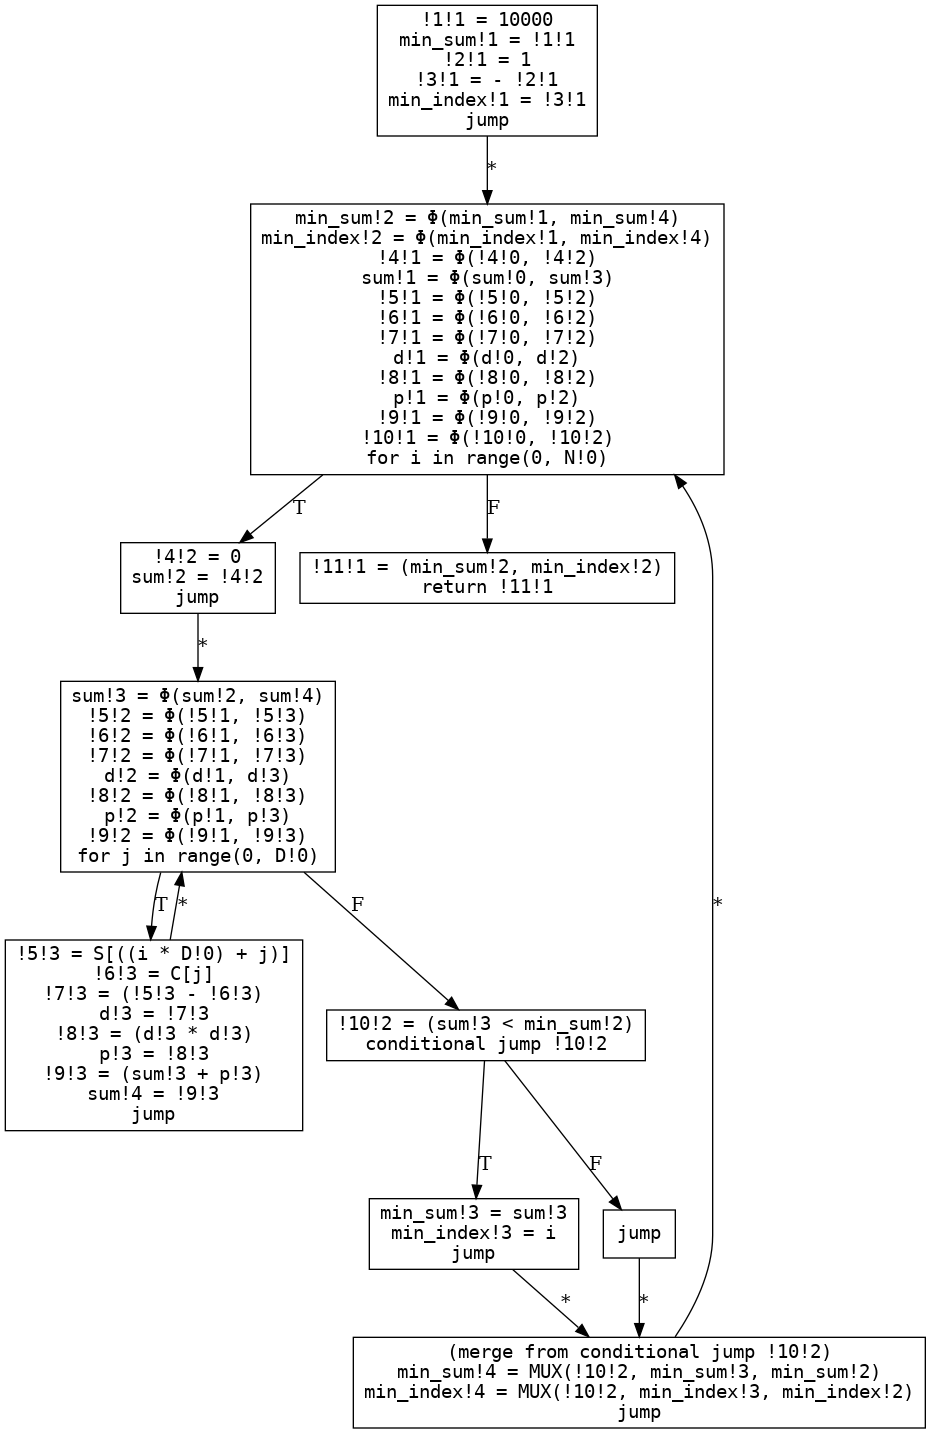 !1!1 = 10000
min_sum!1 = !1!1
!2!1 = 1
!3!1 = - !2!1
min_index!1 = !3!1
jump
*
min_sum!2 = Φ(min_sum!1, min_sum!4)
min_index!2 = Φ(min_index!1, min_index!4)
!4!1 = Φ(!4!0, !4!2)
sum!1 = Φ(sum!0, sum!3)
!5!1 = Φ(!5!0, !5!2)
!6!1 = Φ(!6!0, !6!2)
!7!1 = Φ(!7!0, !7!2)
d!1 = Φ(d!0, d!2)
!8!1 = Φ(!8!0, !8!2)
p!1 = Φ(p!0, p!2)
!9!1 = Φ(!9!0, !9!2)
!10!1 = Φ(!10!0, !10!2)
for i in range(0, N!0)
T
F
!4!2 = 0
sum!2 = !4!2
jump
!11!1 = (min_sum!2, min_index!2)
return !11!1
*
sum!3 = Φ(sum!2, sum!4)
!5!2 = Φ(!5!1, !5!3)
!6!2 = Φ(!6!1, !6!3)
!7!2 = Φ(!7!1, !7!3)
d!2 = Φ(d!1, d!3)
!8!2 = Φ(!8!1, !8!3)
p!2 = Φ(p!1, p!3)
!9!2 = Φ(!9!1, !9!3)
for j in range(0, D!0)
T
*
F
*
!5!3 = S[((i * D!0) + j)]
!6!3 = C[j]
!7!3 = (!5!3 - !6!3)
d!3 = !7!3
!8!3 = (d!3 * d!3)
p!3 = !8!3
!9!3 = (sum!3 + p!3)
sum!4 = !9!3
jump
!10!2 = (sum!3 < min_sum!2)
conditional jump !10!2
T
F
min_sum!3 = sum!3
min_index!3 = i
jump
jump
*
*
(merge from conditional jump !10!2)
min_sum!4 = MUX(!10!2, min_sum!3, min_sum!2)
min_index!4 = MUX(!10!2, min_index!3, min_index!2)
jump